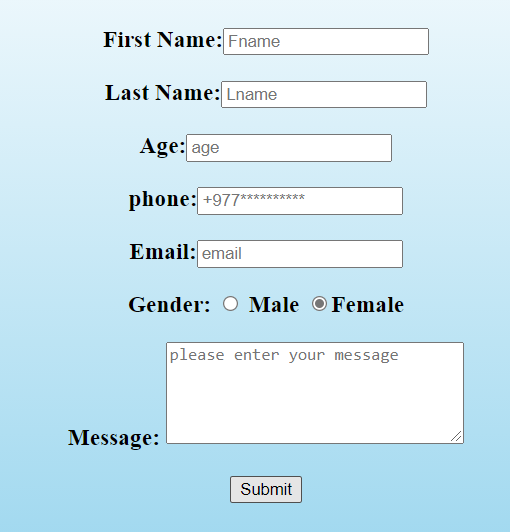 First Name: Fname
Last Name: Lname
Age: age
phone: +977**********
Email: email
Gender: Male Female
please enter your message
Message:
Submit